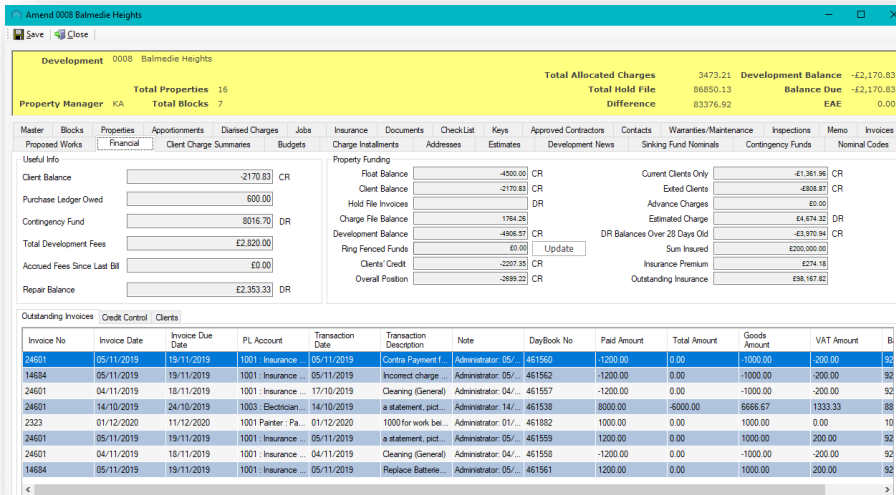 Amend 0008 Balmedie Heights
Save Close
Development 0008 Balmedie Heights
Total Allocated Charges 3473.21 Development Balance -£2,170.83
Total Properties 16 Total Hold File 86850.13 Balance Due -£2,170.83
Property Manager KA Total Blocks 7 Difference 83376.92 EAE 0.00
Master Blocks Properties Apportionments Diarised Charges Jobs Insurance Documents CheckList Keys Approved Contractors Contacts Warranties/Maintenance Inspections Memo Invoices
Proposed Works Financial Client Charge Summaries Budgets Charge Installments Addresses Estimates Development News Sinking Fund Nominals Contingency Funds Nominal Codes
Useful Info
Client Balance -2170.83 CR
Purchase Ledger Owed 600.00
Contingency Fund 8016.70 DR
Total Development Fees £2,820.00
Accrued Fees Since Last Bill £0.00
Repair Balance £2,353.33 DR
Property Funding
Float Balance -4500.00 CR
Client Balance -2170.83 CR
Hold File Invoices DR
Charge File Balance 1764.26
Development Balance -4906.57 CR
Ring Fenced Funds £0.00 Update
Clients' Credit -2207.35 CR
Overall Position -2699.22 CR
Current Clients Only -£1,361.96 CR
Exited Clients -£808.87 CR
Advance Charges £0.00
Estimated Charge £4,674.32 DR
DR Balances Over 28 Days Old -£3,970.94 CR
Sum Insured £200,000.00
Insurance Premium £274.18
Outstanding Insurance £98,167.82
Outstanding Invoices Credit Control Clients
Invoice No Invoice Date Invoice Due Date PL Account Transaction Date Transaction Description Note DayBook No Paid Amount Total Amount Goods Amount VAT Amount B
24601 05/11/2019 19/11/2019 1001 : Insurance ... 05/11/2019 Contra Payment f... Administrator: 05/... 461560 -1200.00 0.00 -1000.00 -200.00 92
14684 05/11/2019 19/11/2019 1001 : Insurance ... 05/11/2019 Incorrect charge ... Administrator: 05/... 461562 -1200.00 0.00 -1000.00 -200.00 92
24601 04/11/2019 18/11/2019 1001 : Insurance ... 17/10/2019 Cleaning (General) Administrator: 04/... 461557 -1200.00 0.00 -1000.00 -200.00 92
24601 14/10/2019 24/10/2019 1003 : Electrician... 14/10/2019 a statement, pict... Administrator: 14/... 461538 8000.00 -6000.00 6666.67 1333.33 88
2323 01/12/2020 11/12/2020 1001 Painter : Pa... 01/12/2020 1000 for work bei... Administrator: 01/... 461882 1000.00 0.00 1000.00 0.00 10
24601 05/11/2019 19/11/2019 1001 : Insurance ... 05/11/2019 a statement, pict... Administrator: 05/... 461559 1200.00 0.00 1000.00 200.00 92
24601 04/11/2019 18/11/2019 1001 : Insurance ... 04/11/2019 Cleaning (General) Administrator: 05/... 461558 -1200.00 0.00 -1000.00 -200.00 92
14684 05/11/2019 19/11/2019 1001 : Insurance ... 05/11/2019 Replace Batterie... Administrator: 05/... 461561 1200.00 0.00 1000.00 200.00 92